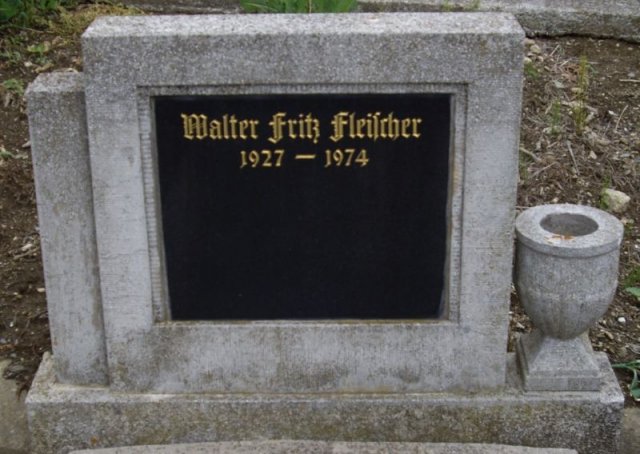 Walter Fritz Fleiſcher
1927 — 1974